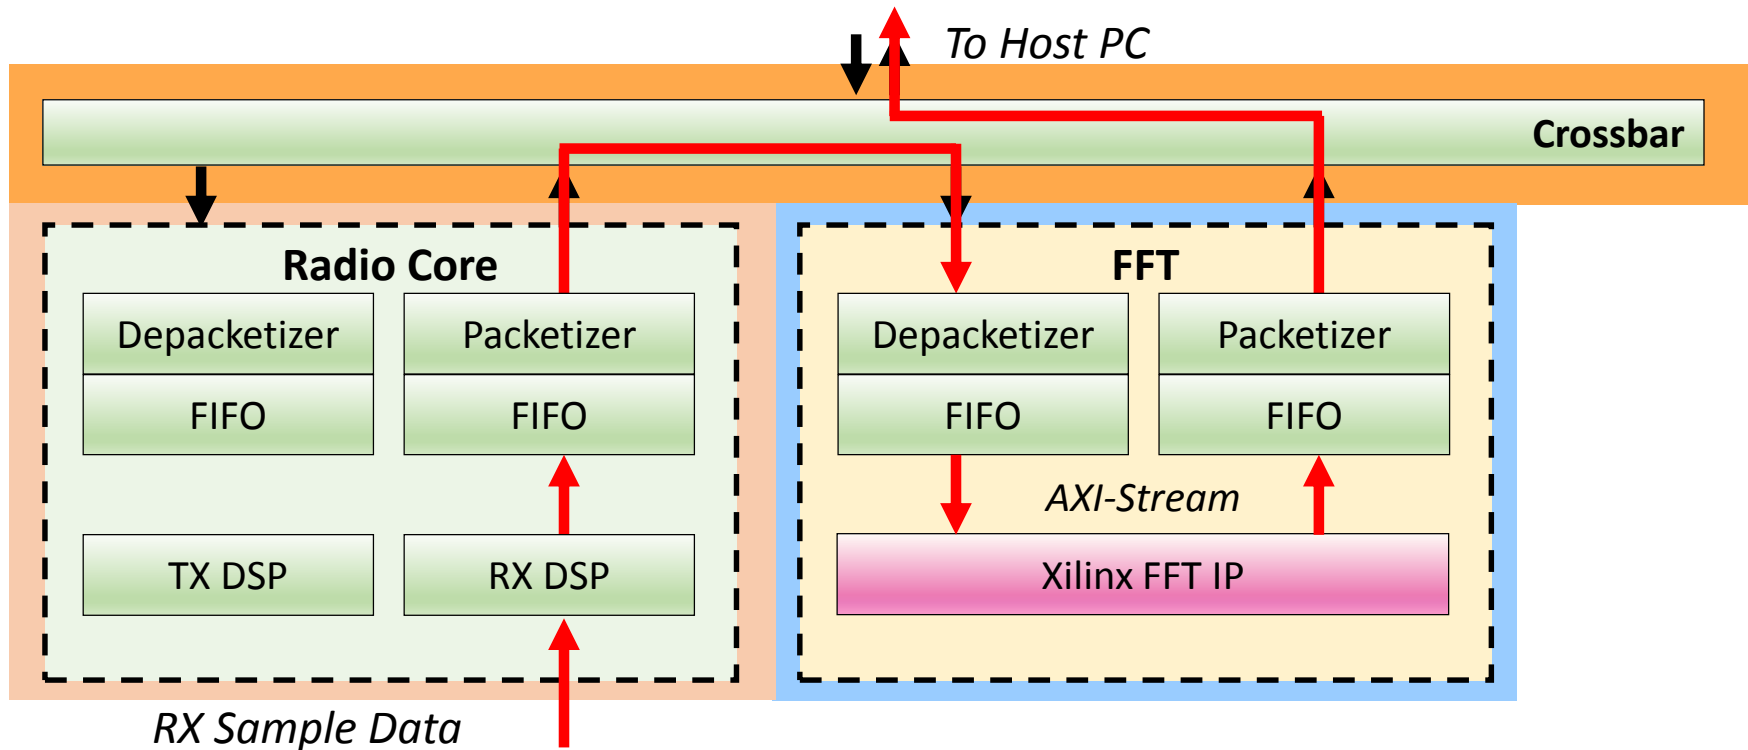 To Host PC
Crossbar
Radio Core
Depacketizer
Packetizer
FIFO
FIFO
TX DSP
RX DSP
RX Sample Data
FFT
Depacketizer
Packetizer
FIFO
FIFO
AXI-Stream
Xilinx FFT IP